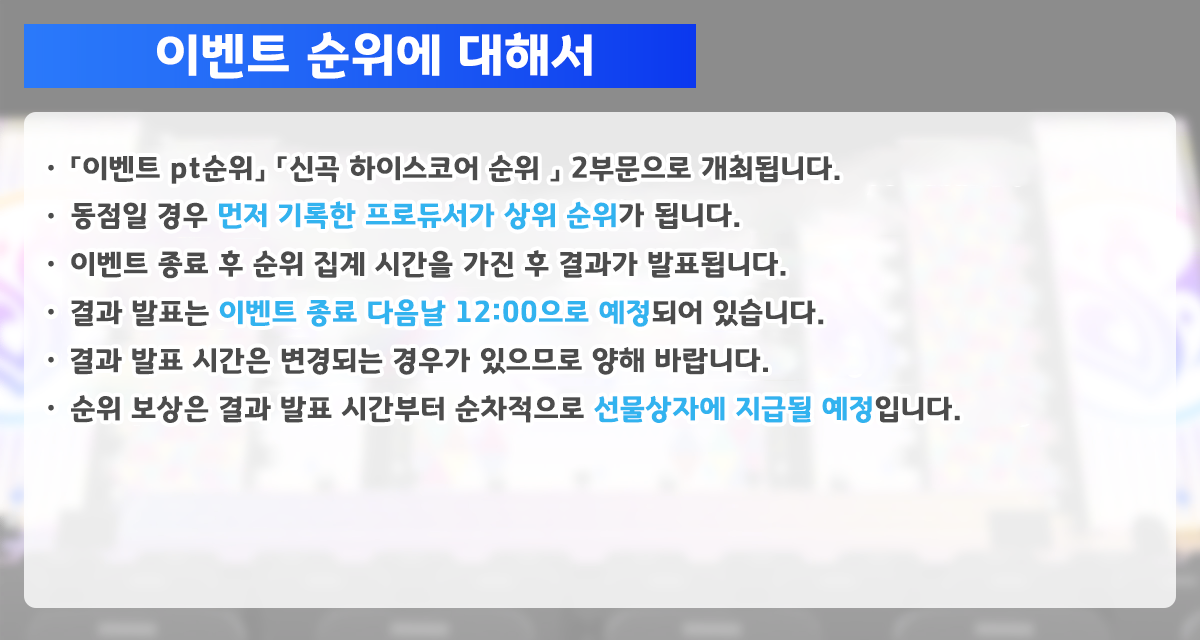 이벤트 순위에 대해서
· 「이벤트 pt순위」 「신곡 하이스코어 순위 」 2부문으로 개최됩니다.
· 동점일 경우 먼저 기록한 프로듀서가 상위 순위가 됩니다.
· 이벤트 종료 후 순위 집계 시간을 가진 후 결과가 발표됩니다.
· 결과 발표는 이벤트 종료 다음날 12:00으로 예정되어 있습니다.
· 결과 발표 시간은 변경되는 경우가 있으므로 양해 바랍니다.
· 순위 보상은 결과 발표 시간부터 순차적으로 선물상자에 지급될 예정입니다.